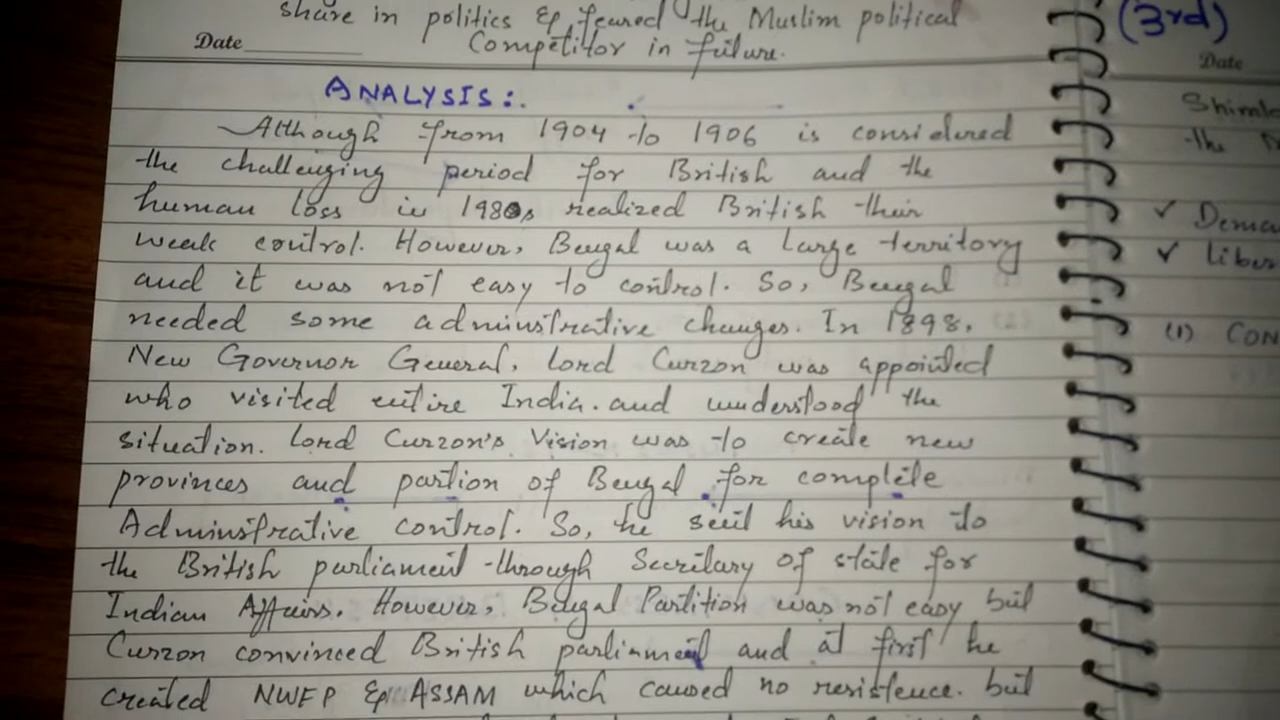 share in politics & feared the Muslim political
Date
Competitor in future.
ANALYSIS:.
Although from 1904 to 1906 is considered
the challenging period for British and the
human loss in 1980s realized British their
weak control. However, Bengal was a large territory
and it was not easy to control. So, Bengal
needed some adminstrative changes. In 1898,
New Governor General, lord Curzon was appointed
who visited entire India. and understood the
situation. lord Curzon's Vision was to create new
provinces and partion of Bengal for complete
Adminstrative control. So, he sent his vision to
the British parliament through Secretary of state for
Indian Affairs. However, Bengal Partition was not easy but
Curzon convinced British parliament and at first he
created NWFP & ASSAM which caused no resistence. but
(3rd)
Date
the
✓
✓
(1) CON